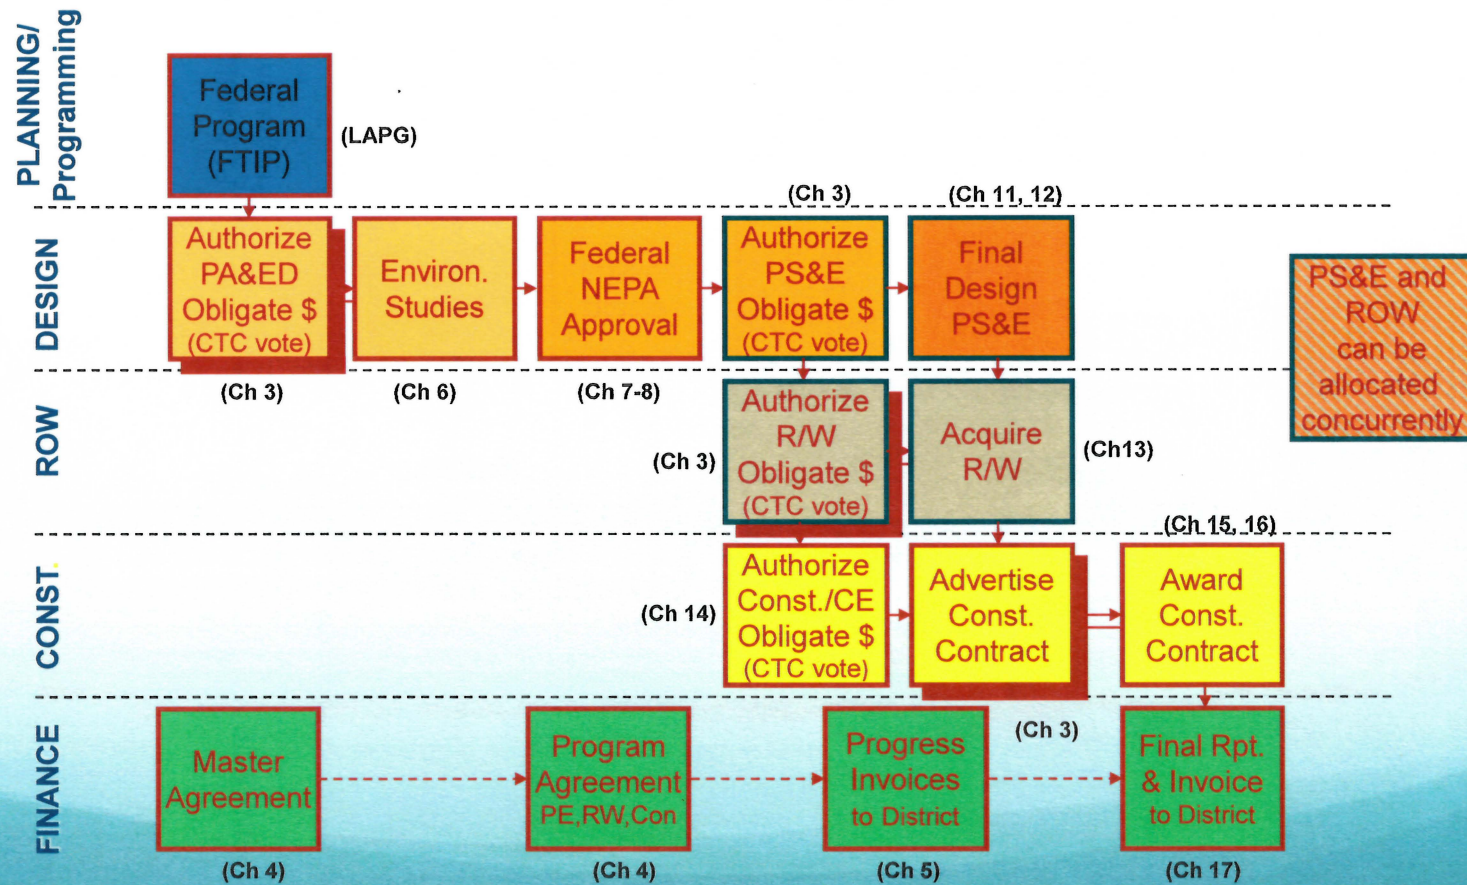 PLANNING/
Programming
Federal
Program
(FTIP)
(LAPG)
DESIGN
Authorize
PA&ED
Obligate $
(CTC vote)
(Ch 3)
Environ.
Studies
(Ch 6)
Federal
NEPA
Approval
(Ch 7-8)
(Ch 3)
Authorize
PS&E
Obligate $
(CTC vote)
(Ch 11, 12)
Final
Design
PS&E
PS&E and
ROW
can be
allocated
concurrently
ROW
(Ch 3)
Authorize
R/W
Obligate $
(CTC vote)
Acquire
R/W
(Ch13)
CONST.
(Ch 14)
Authorize
Const./CE
Obligate $
(CTC vote)
Advertise
Const.
Contract
(Ch 3)
(Ch 15, 16)
Award
Const.
Contract
FINANCE
Master
Agreement
(Ch 4)
Program
Agreement
PE,RW,Con
(Ch 4)
Progress
Invoices
to District
(Ch 5)
Final Rpt.
& Invoice
to District
(Ch 17)